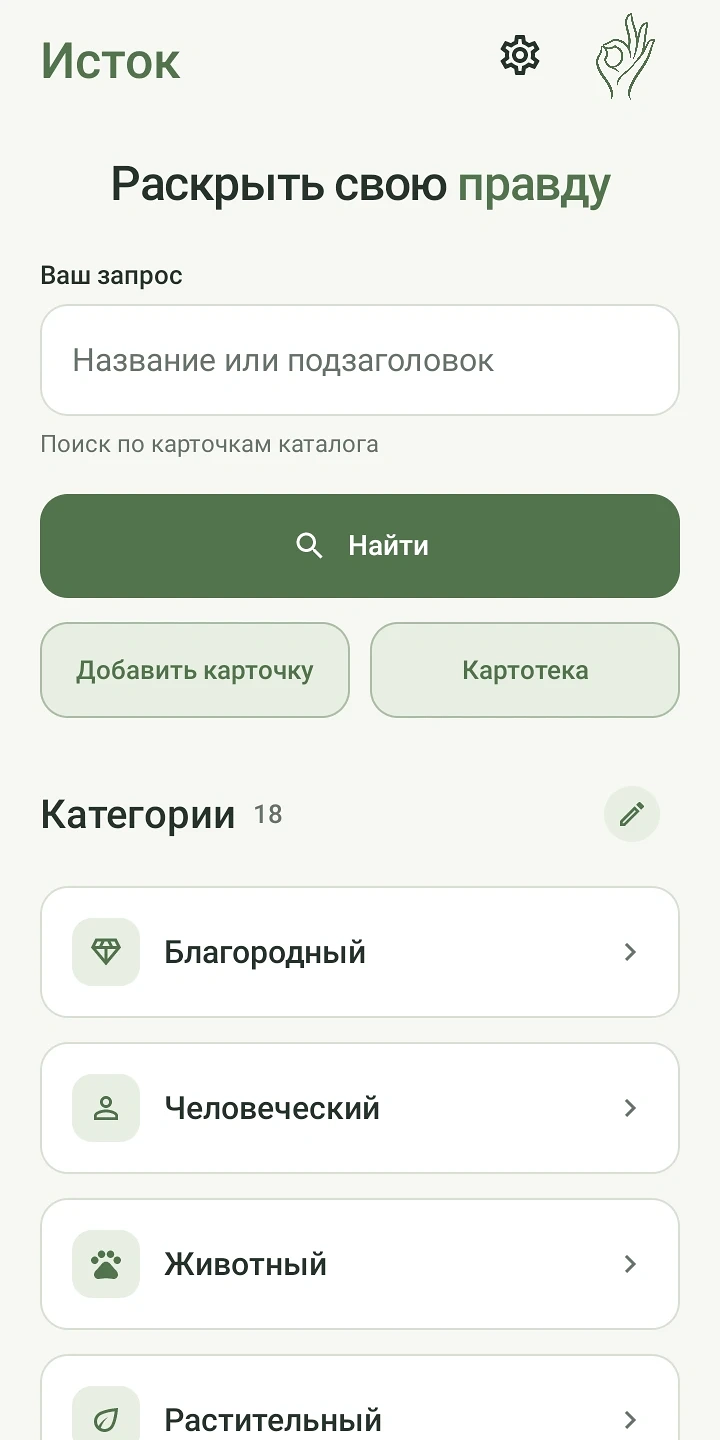 Исток
Раскрыть свою правду
Ваш запрос
Название или подзаголовок
Поиск по карточкам каталога
Найти
Добавить карточку
Картотека
Категории 18
Благородный
Человеческий
Животный
Растительный